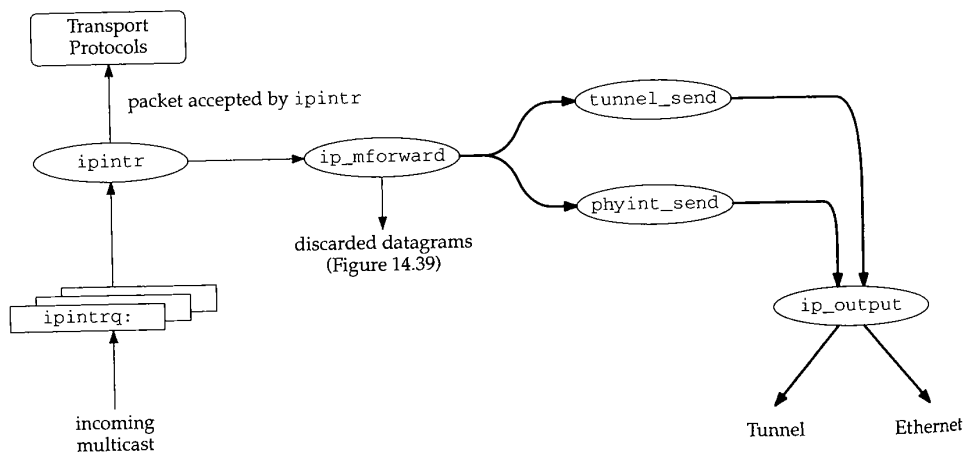 Transport
Protocols
packet accepted by ipintr
tunnel_send
ipintr
ip_mforward
phyint_send
discarded datagrams
(Figure 14.39)
ipintrq:
ip_output
incoming
multicast
Tunnel
Ethernet